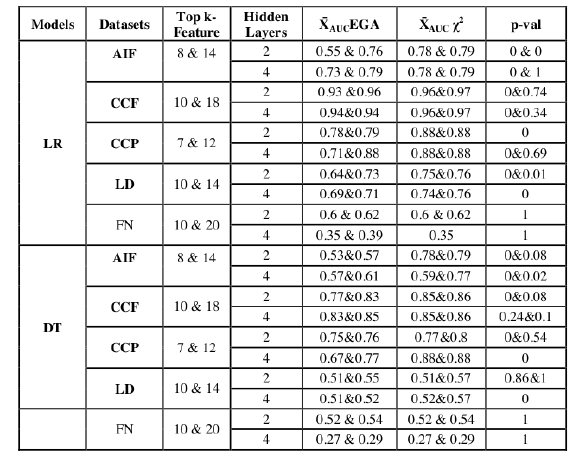 Models Datasets Top k-Feature Hidden Layers X̄AUCEGA X̄AUC χ² p-val
LR AIF 8 & 14 2 0.55 & 0.76 0.78 & 0.79 0 & 0
4 0.73 & 0.79 0.78 & 0.79 0 & 1
CCF 10 & 18 2 0.93 &0.96 0.96&0.97 0&0.74
4 0.94&0.94 0.96&0.97 0&0.34
CCP 7 & 12 2 0.78&0.79 0.88&0.88 0
4 0.71&0.88 0.88&0.88 0&0.69
LD 10 & 14 2 0.64&0.73 0.75&0.76 0&0.01
4 0.69&0.71 0.74&0.76 0
FN 10 & 20 2 0.6 & 0.62 0.6 & 0.62 1
4 0.35 & 0.39 0.35 1
DT AIF 8 & 14 2 0.53&0.57 0.78&0.79 0&0.08
4 0.57&0.61 0.59&0.77 0&0.02
CCF 10 & 18 2 0.77&0.83 0.85&0.86 0&0.08
4 0.83&0.85 0.85&0.86 0.24&0.1
CCP 7 & 12 2 0.75&0.76 0.77&0.8 0&0.54
4 0.67&0.77 0.88&0.88 0
LD 10 & 14 2 0.51&0.55 0.51&0.57 0.86&1
4 0.51&0.52 0.52&0.57 0
FN 10 & 20 2 0.52 & 0.54 0.52 & 0.54 1
4 0.27 & 0.29 0.27 & 0.29 1